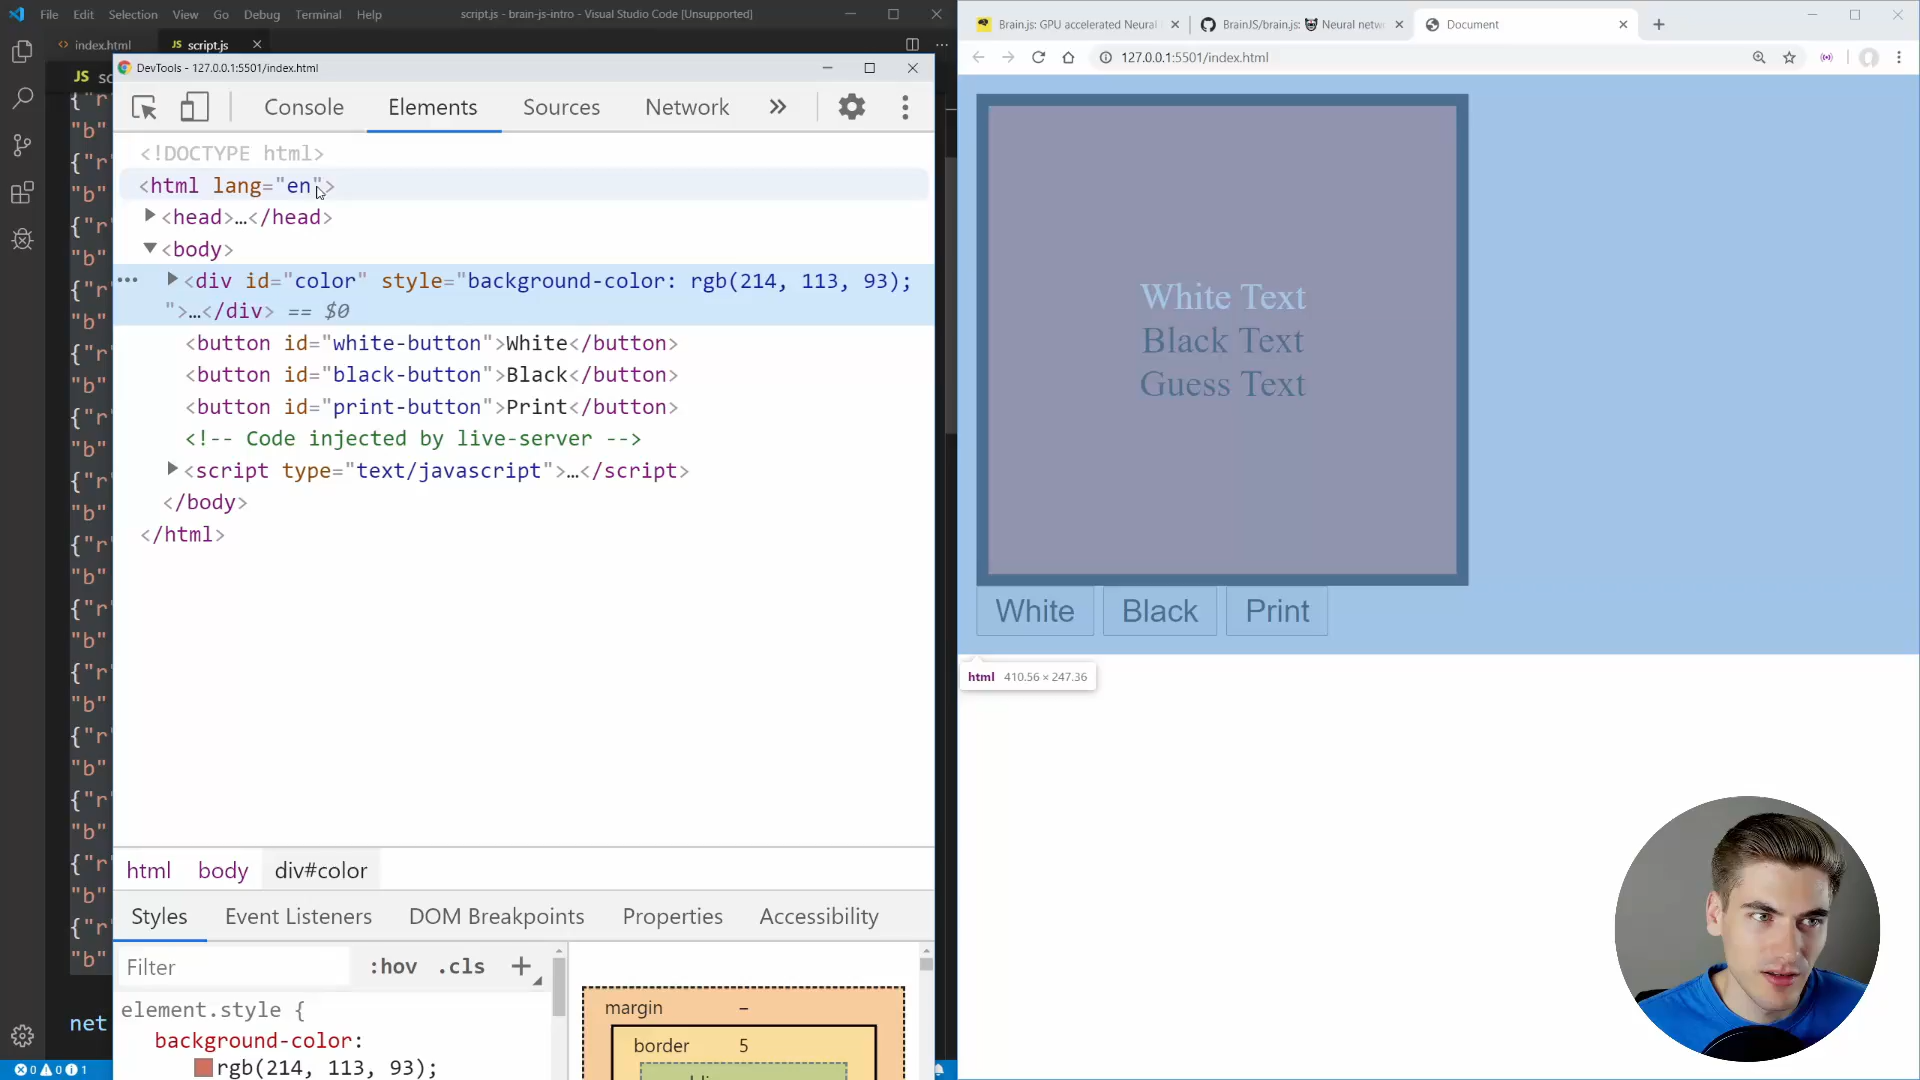 File Edit Selection View Go Debug Terminal Help script.js - brain-js-intro - Visual Studio Code [Unsupported]
index.html JS script.js
JS sc
DevTools - 127.0.0.1:5501/index.html
Console Elements Sources Network
<!DOCTYPE html>
<html lang="en">
<head>…</head>
<body>
<div id="color" style="background-color: rgb(214, 113, 93);
">…</div> == $0
<button id="white-button">White</button>
<button id="black-button">Black</button>
<button id="print-button">Print</button>
<!-- Code injected by live-server -->
<script type="text/javascript">…</script>
</body>
</html>
html body div#color
Styles Event Listeners DOM Breakpoints Properties Accessibility
Filter :hov .cls +
element.style {
background-color:
rgb(214, 113, 93);
margin –
border 5
{"r"
"b"
{"r"
"b"
{"r"
"b"
{"r"
"b"
{"r"
"b"
{"r"
"b"
{"r"
"b"
{"r"
"b"
{"r"
"b"
{"r"
"b"
{"r"
"b"
{"r"
"b"
{"r"
"b"
{"r"
"b"
net
0 0 1
Brain.js: GPU accelerated Neural BrainJS/brain.js: Neural netw Document
127.0.0.1:5501/index.html
White Text
Black Text
Guess Text
White Black Print
html 410.56 × 247.36